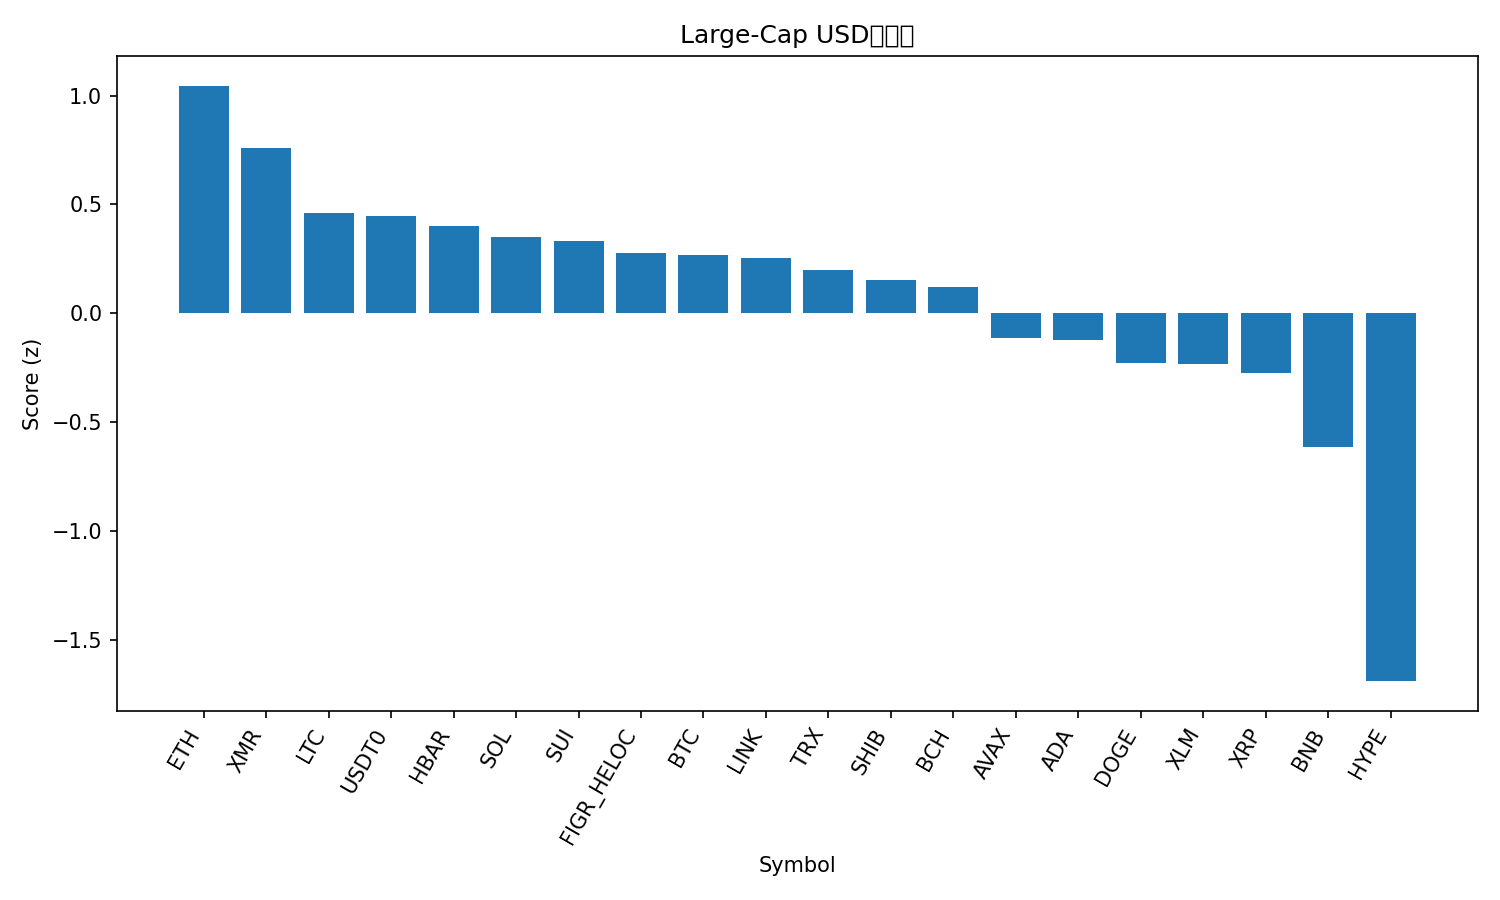 Large-Cap USD
1.0
0.5
0.0
−0.5
−1.0
−1.5
Score (z)
ETH
XMR
LTC
USDT0
HBAR
SOL
SUI
FIGR_HELOC
BTC
LINK
TRX
SHIB
BCH
AVAX
ADA
DOGE
XLM
XRP
BNB
HYPE
Symbol